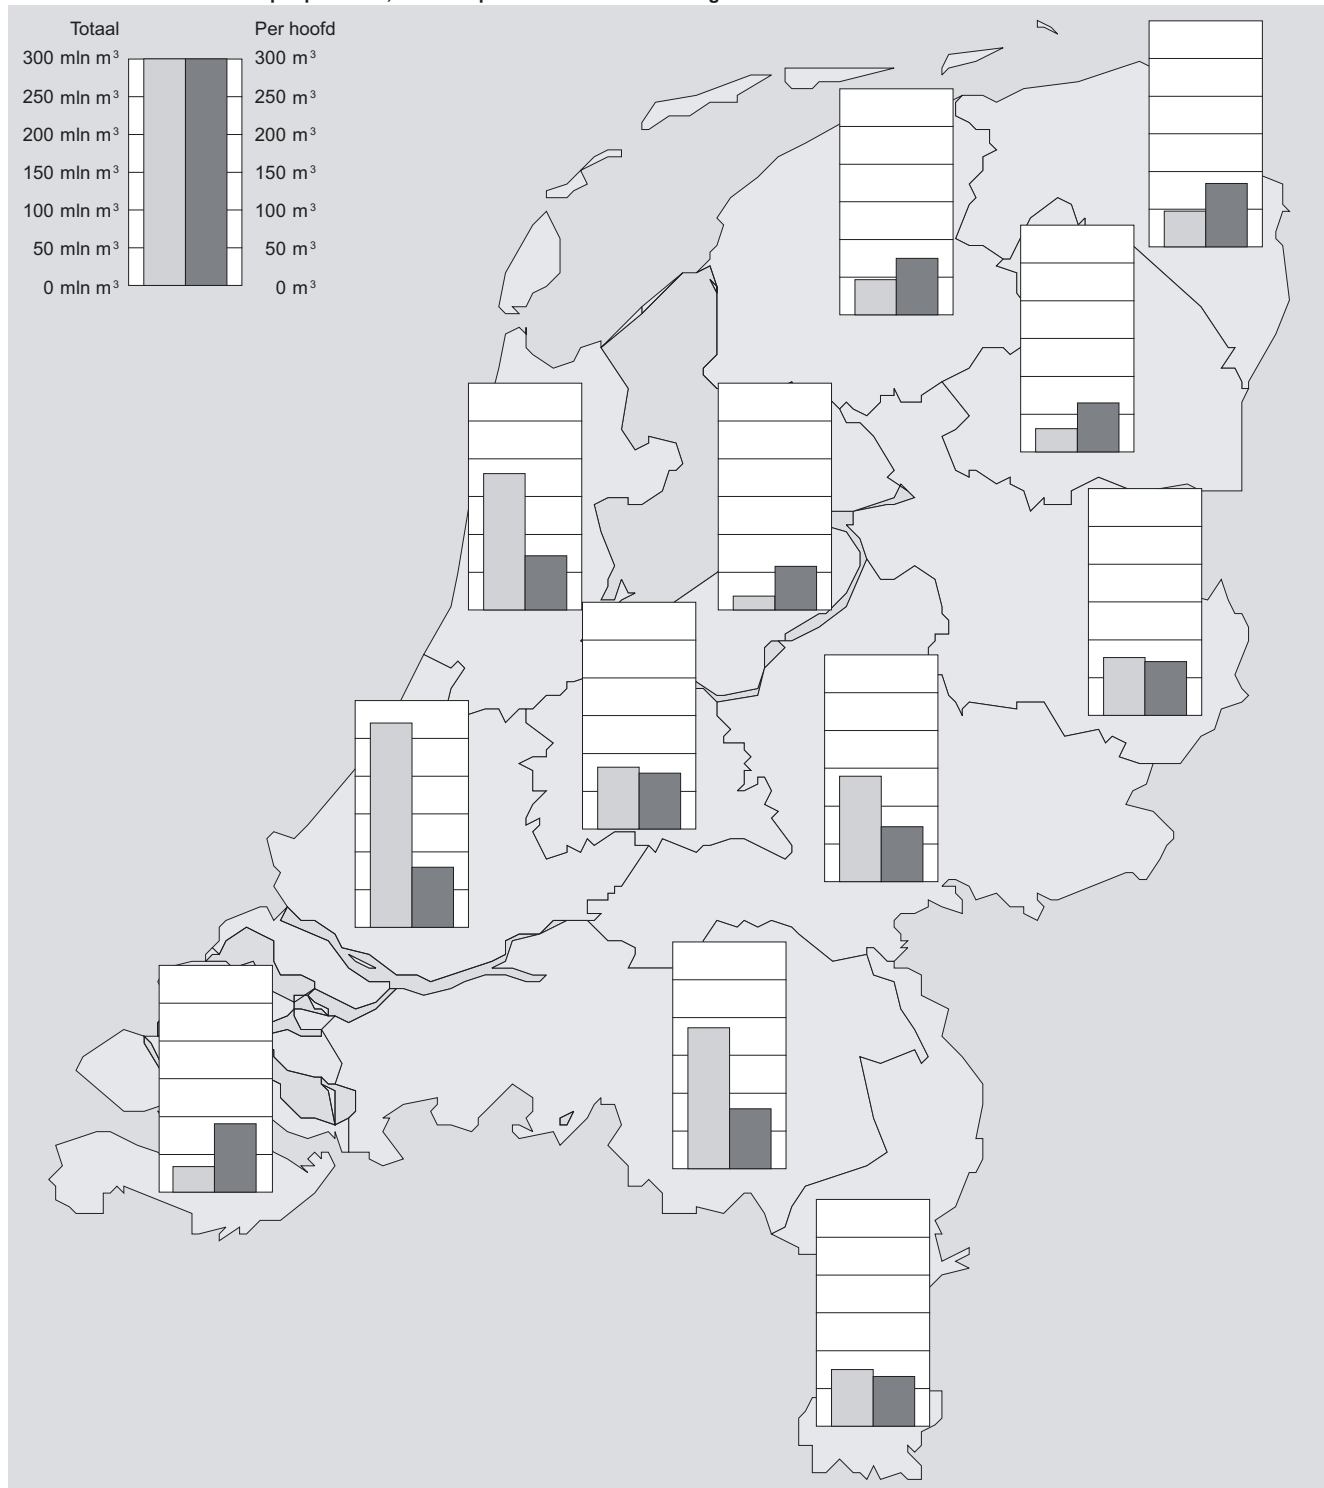 Totaal Per hoofd
300 mln m³ 300 m³
250 mln m³ 250 m³
200 mln m³ 200 m³
150 mln m³ 150 m³
100 mln m³ 100 m³
50 mln m³ 50 m³
0 mln m³ 0 m³